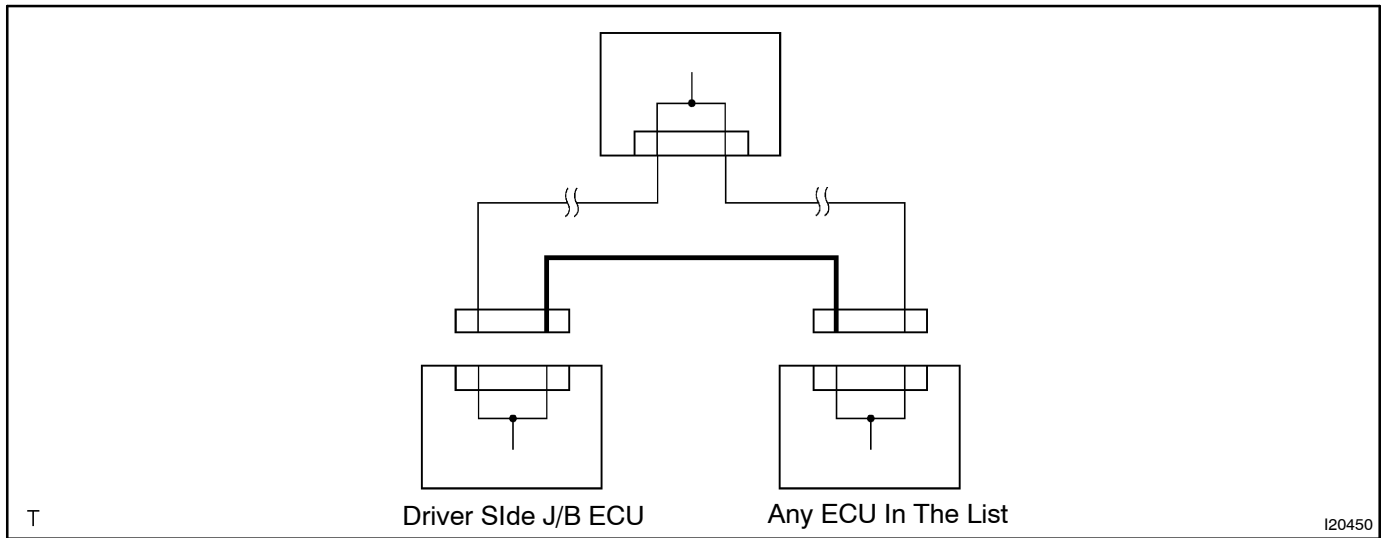 Driver SIde J/B ECU
Any ECU In The List
T
I20450